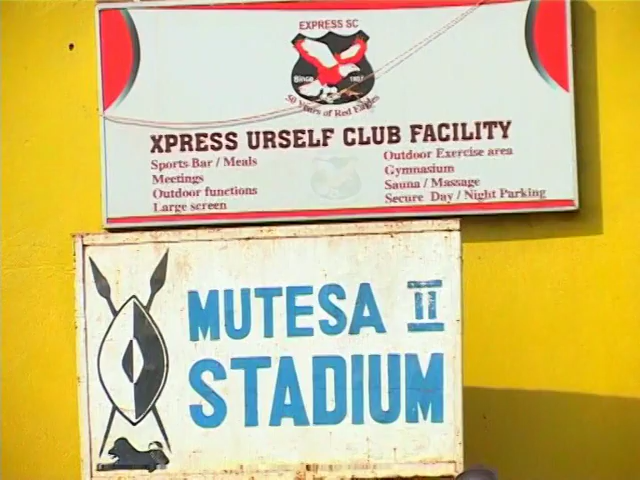 EXPRESS SC
Since 1957
50 Years of Red Eagles
XPRESS URSELF CLUB FACILITY
Sports Bar / Meals
Meetings
Outdoor functions
Large screen
Outdoor Exercise area
Gymnasium
Sauna / Massage
Secure Day / Night Parking
MUTESA II
STADIUM